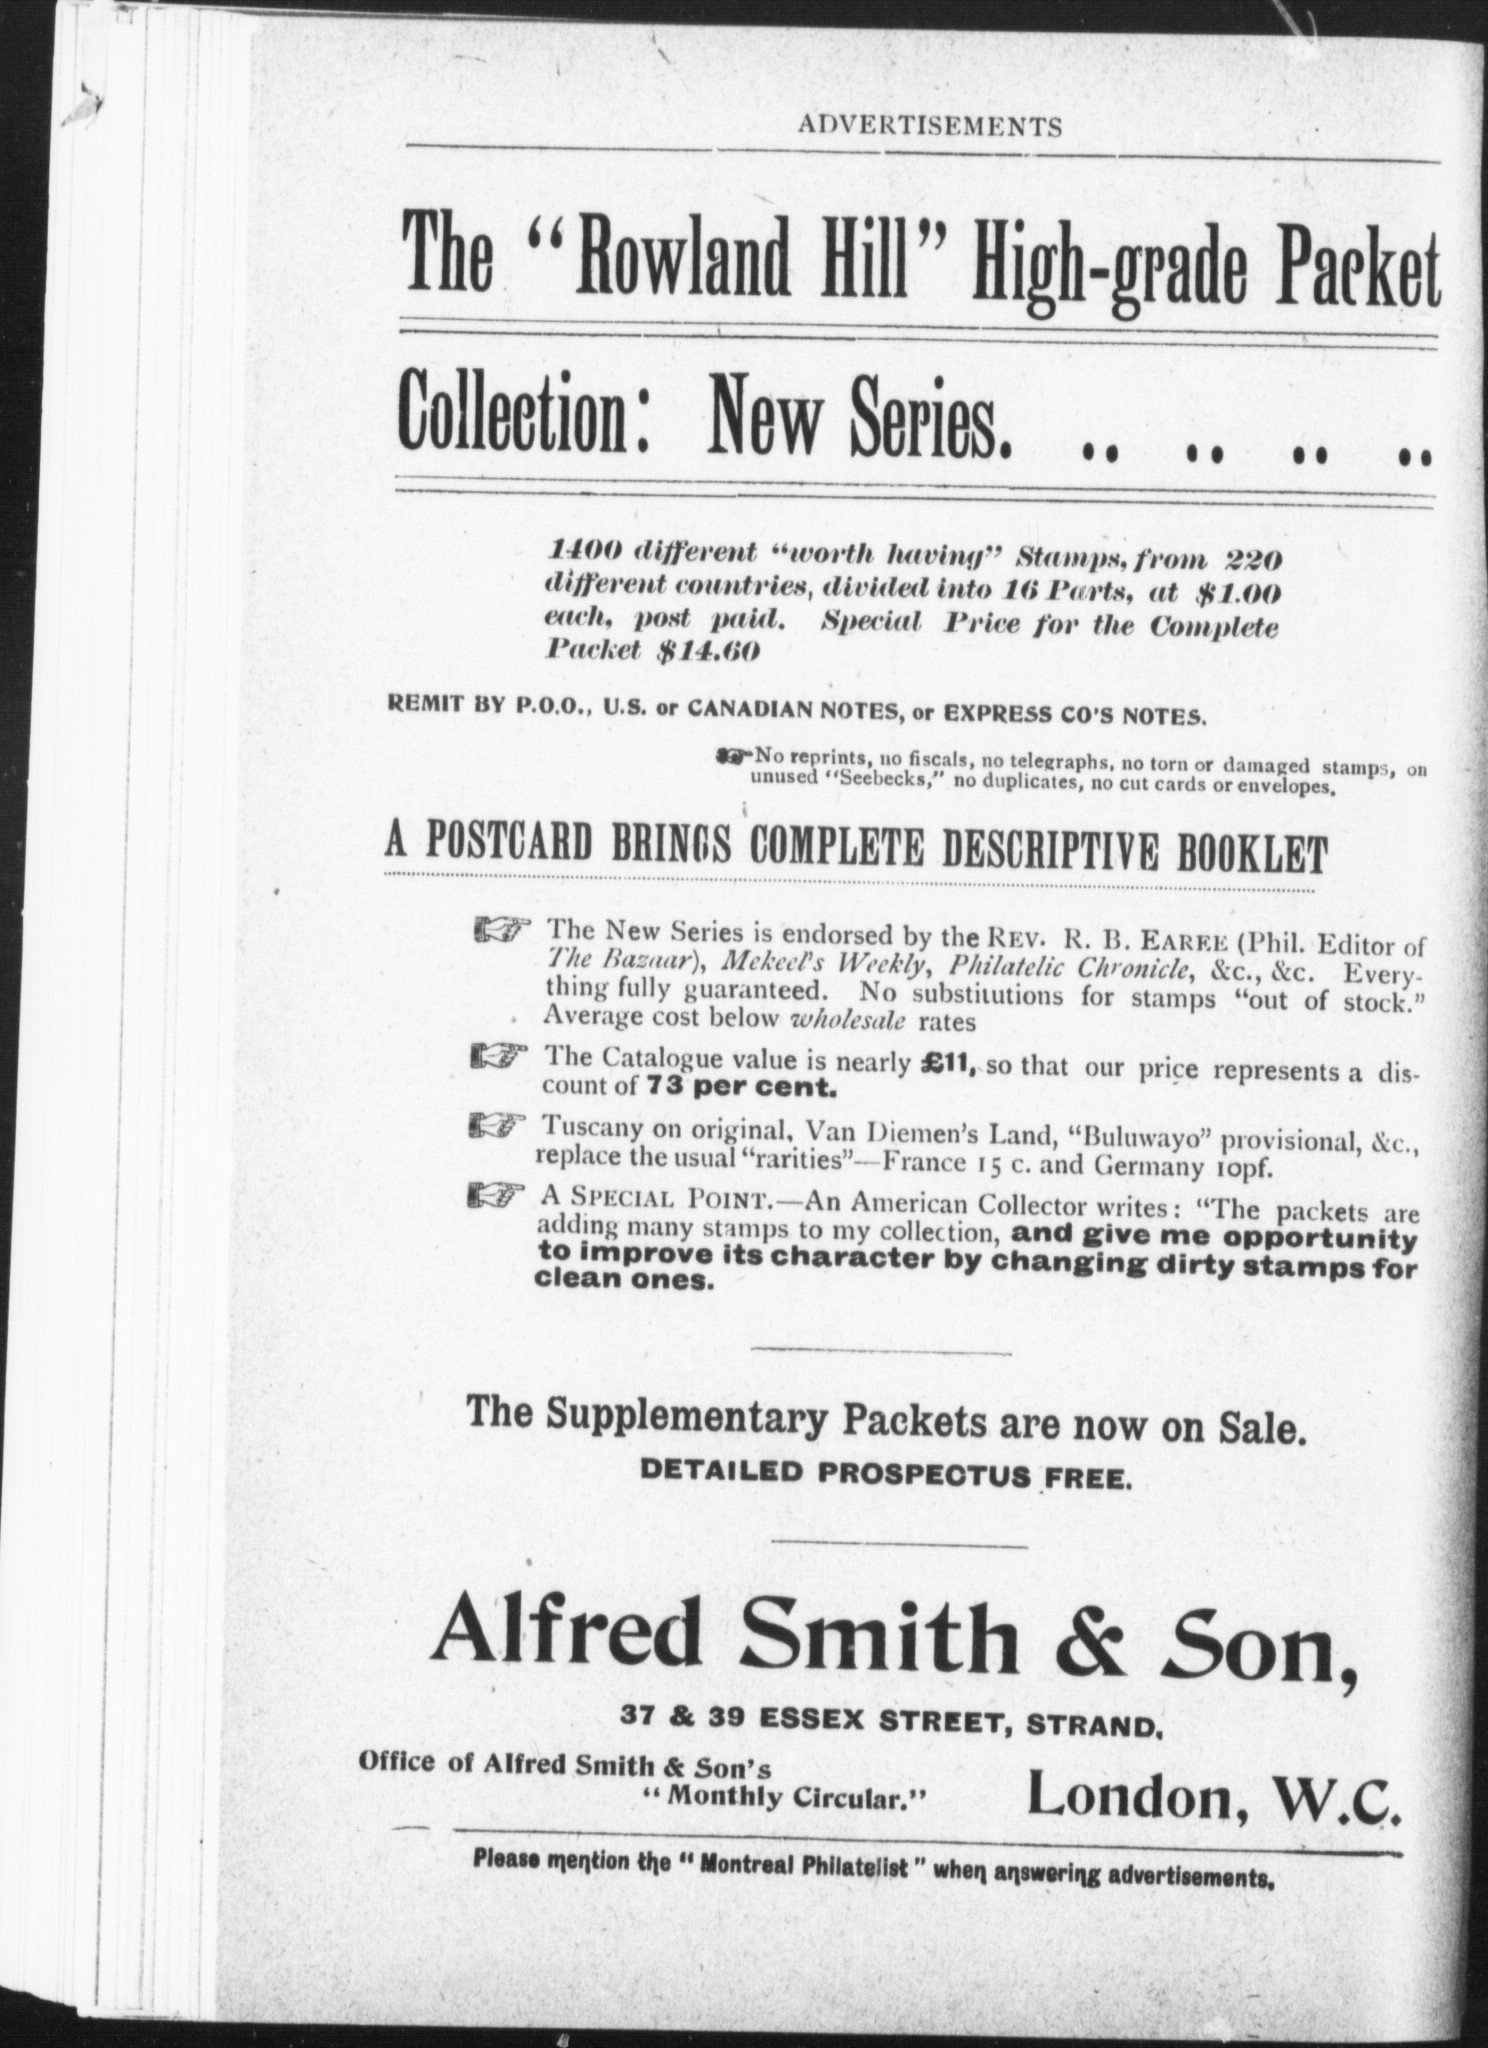 ADVERTISEMENTS
The "Rowland Hill" High-grade Packet
Collection: New Series. .. .. .. ..
1400 different "worth having" Stamps, from 220
different countries, divided into 16 Parts, at $1.00
each, post paid. Special Price for the Complete
Packet $14.60
REMIT BY P.O.O., U.S. or CANADIAN NOTES, or EXPRESS CO'S NOTES.
☞No reprints, no fiscals, no telegraphs, no torn or damaged stamps, on
unused "Seebecks," no duplicates, no cut cards or envelopes.
A POSTCARD BRINGS COMPLETE DESCRIPTIVE BOOKLET
☞ The New Series is endorsed by the REV. R. B. EAREE (Phil. Editor of
The Bazaar), Mekeel's Weekly, Philatelic Chronicle, &c., &c. Every-
thing fully guaranteed. No substitutions for stamps "out of stock."
Average cost below wholesale rates
☞ The Catalogue value is nearly £11, so that our price represents a dis-
count of 73 per cent.
☞ Tuscany on original, Van Diemen's Land, "Buluwayo" provisional, &c.,
replace the usual "rarities"—France 15 c. and Germany 10pf.
☞ A SPECIAL POINT.—An American Collector writes: "The packets are
adding many stamps to my collection, and give me opportunity
to improve its character by changing dirty stamps for
clean ones.
The Supplementary Packets are now on Sale.
DETAILED PROSPECTUS FREE.
Alfred Smith & Son,
37 & 39 ESSEX STREET, STRAND,
Office of Alfred Smith & Son's
"Monthly Circular."
London, W.C.
Please mention the "Montreal Philatelist" when answering advertisements.